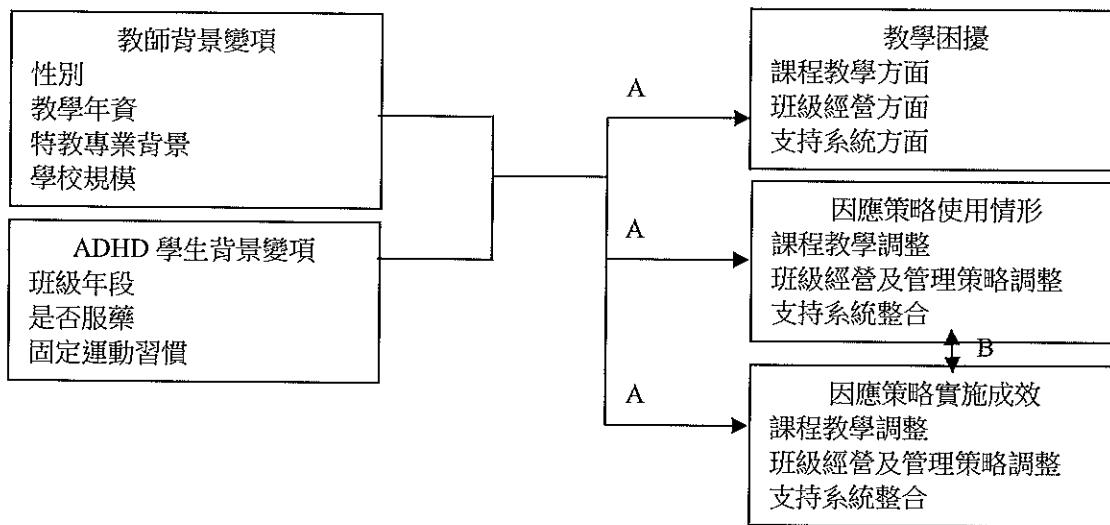 教師背景變項
性別
教學年資
特教專業背景
學校規模
ADHD 學生背景變項
班級年段
是否服藥
固定運動習慣
A
教學困擾
課程教學方面
班級經營方面
支持系統方面
A
因應策略使用情形
課程教學調整
班級經營及管理策略調整
支持系統整合
B
A
因應策略實施成效
課程教學調整
班級經營及管理策略調整
支持系統整合